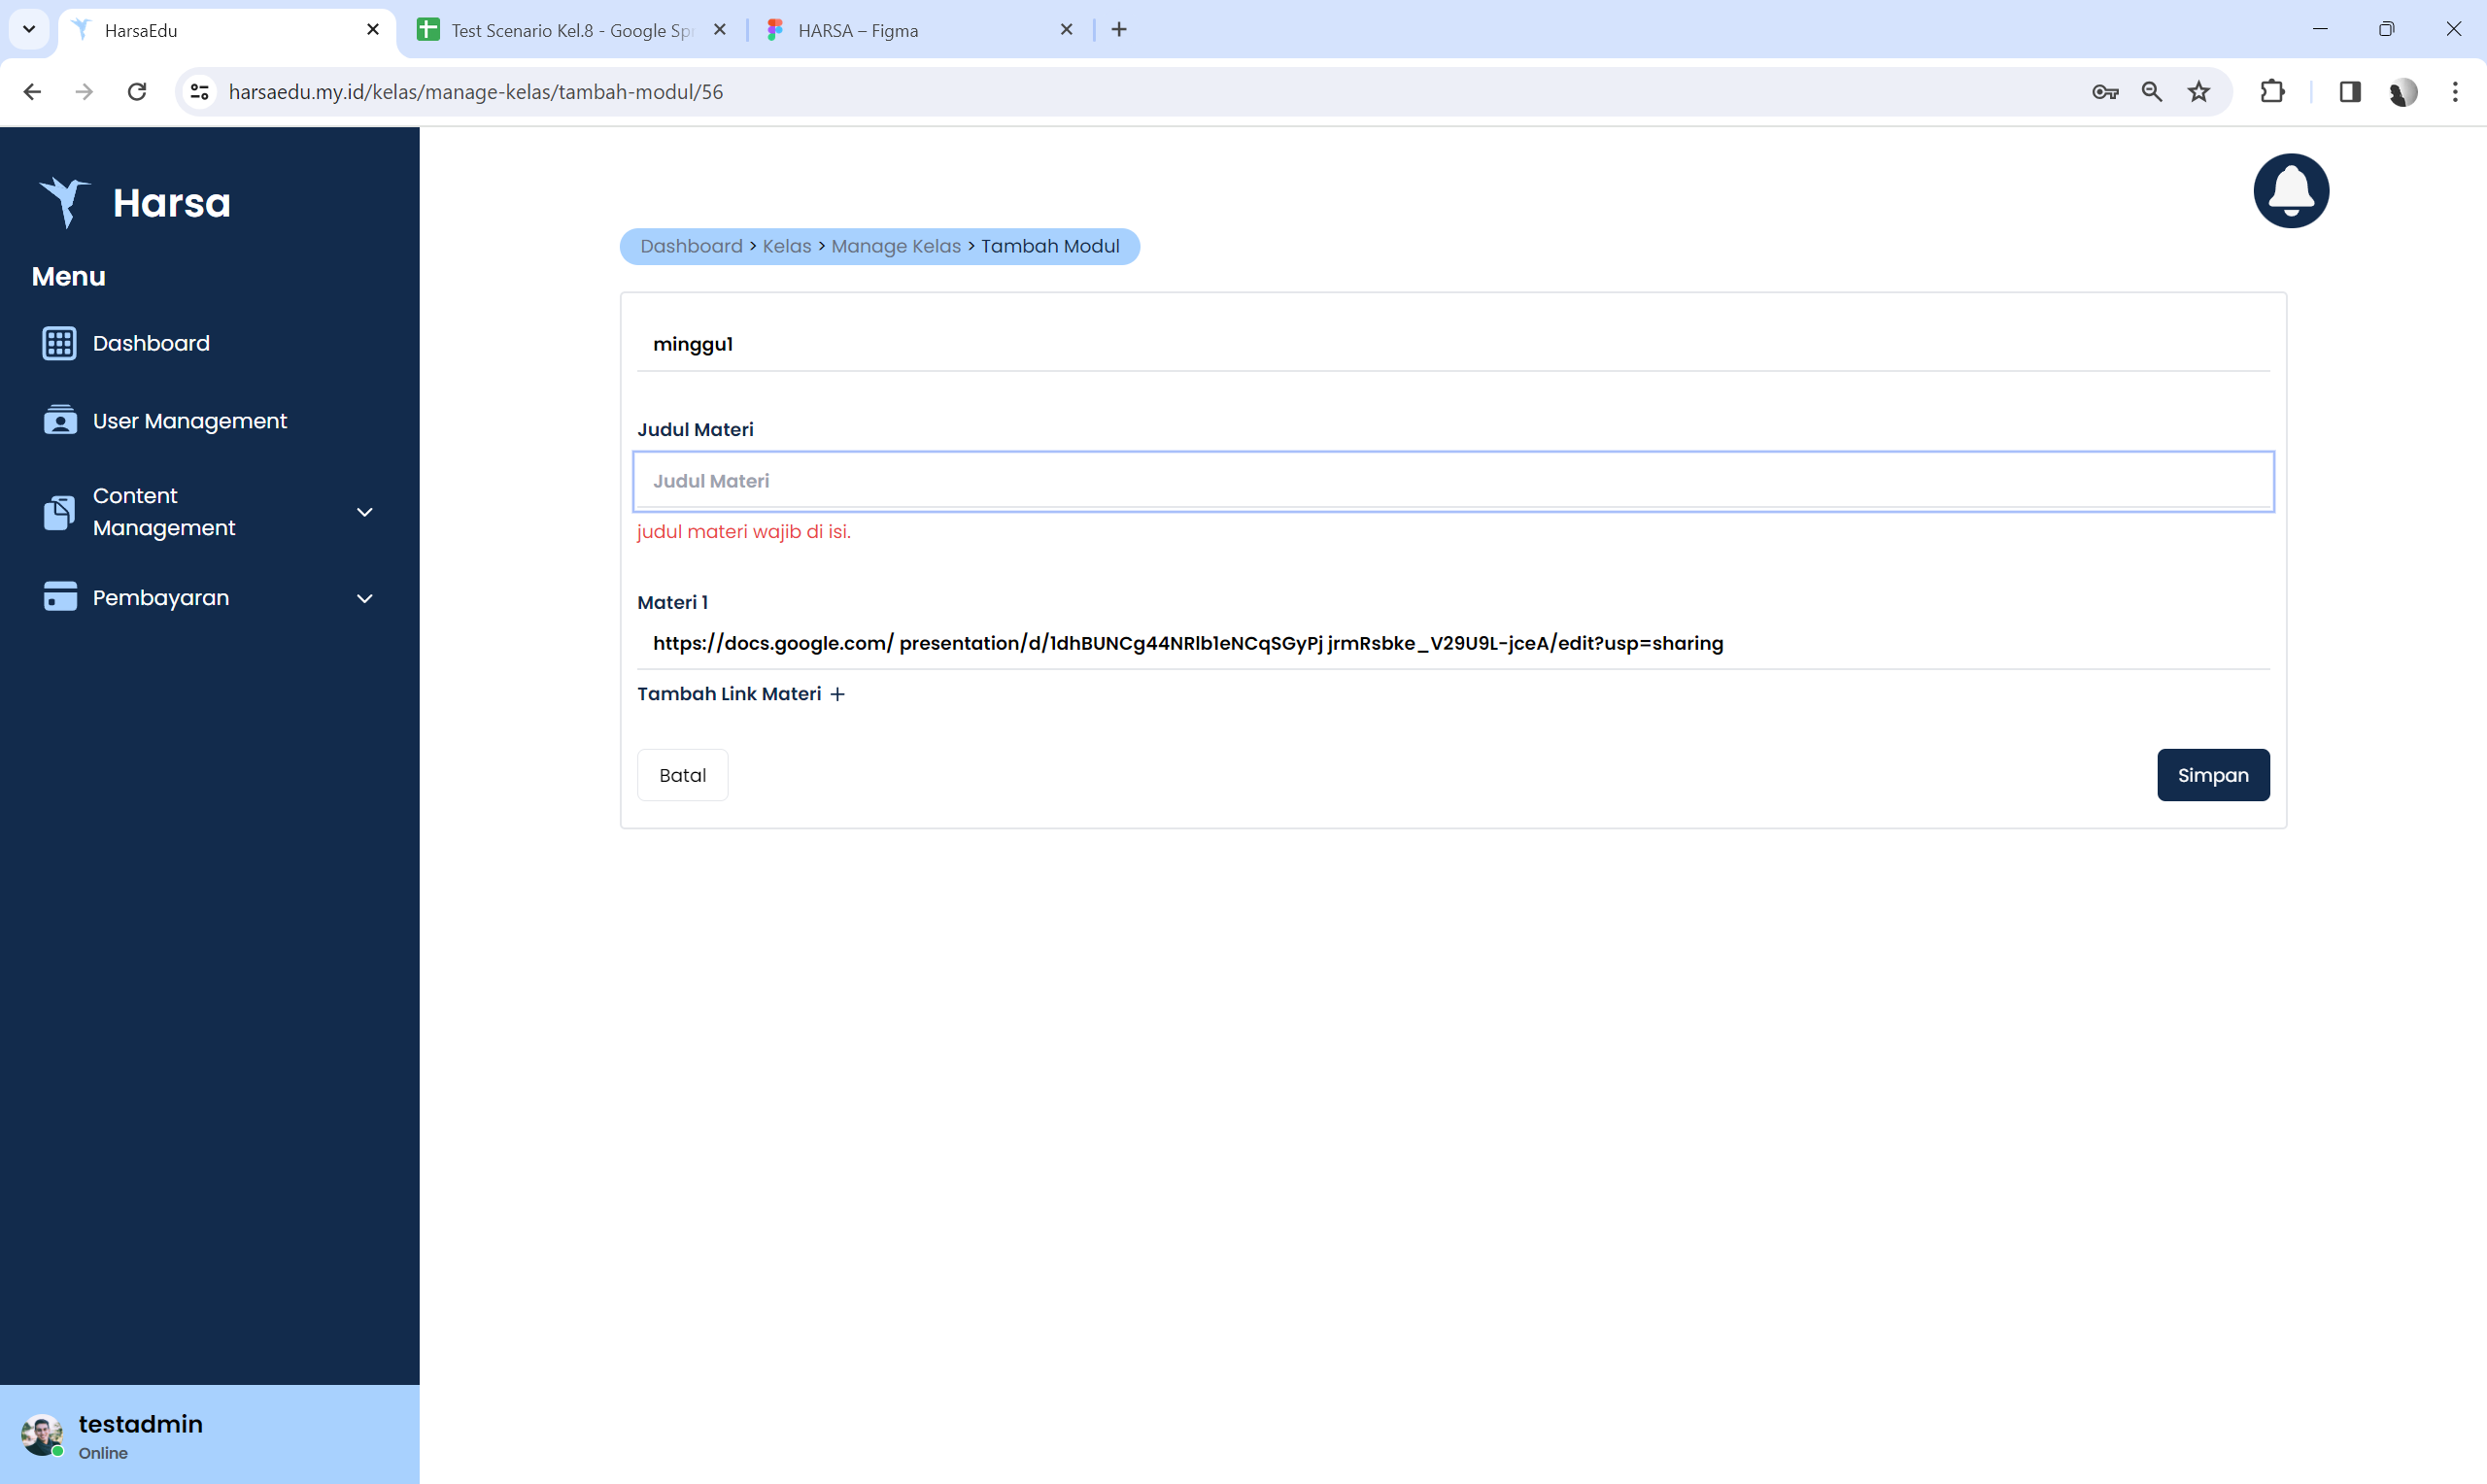 HarsaEdu
Test Scenario Kel.8 - Google Spr
HARSA – Figma
harsaedu.my.id/kelas/manage-kelas/tambah-modul/56
Harsa
Menu
Dashboard
User Management
Content
Management
Pembayaran
testadmin
Online
Dashboard > Kelas > Manage Kelas > Tambah Modul
minggu1
Judul Materi
Judul Materi
judul materi wajib di isi.
Materi 1
https://docs.google.com/ presentation/d/1dhBUNCg44NRlb1eNCqSGyPj jrmRsbke_V29U9L-jceA/edit?usp=sharing
Tambah Link Materi +
Batal
Simpan